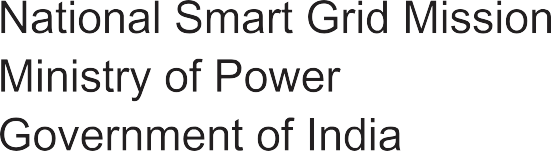 National Smart Grid Mission
Ministry of Power
Government of India